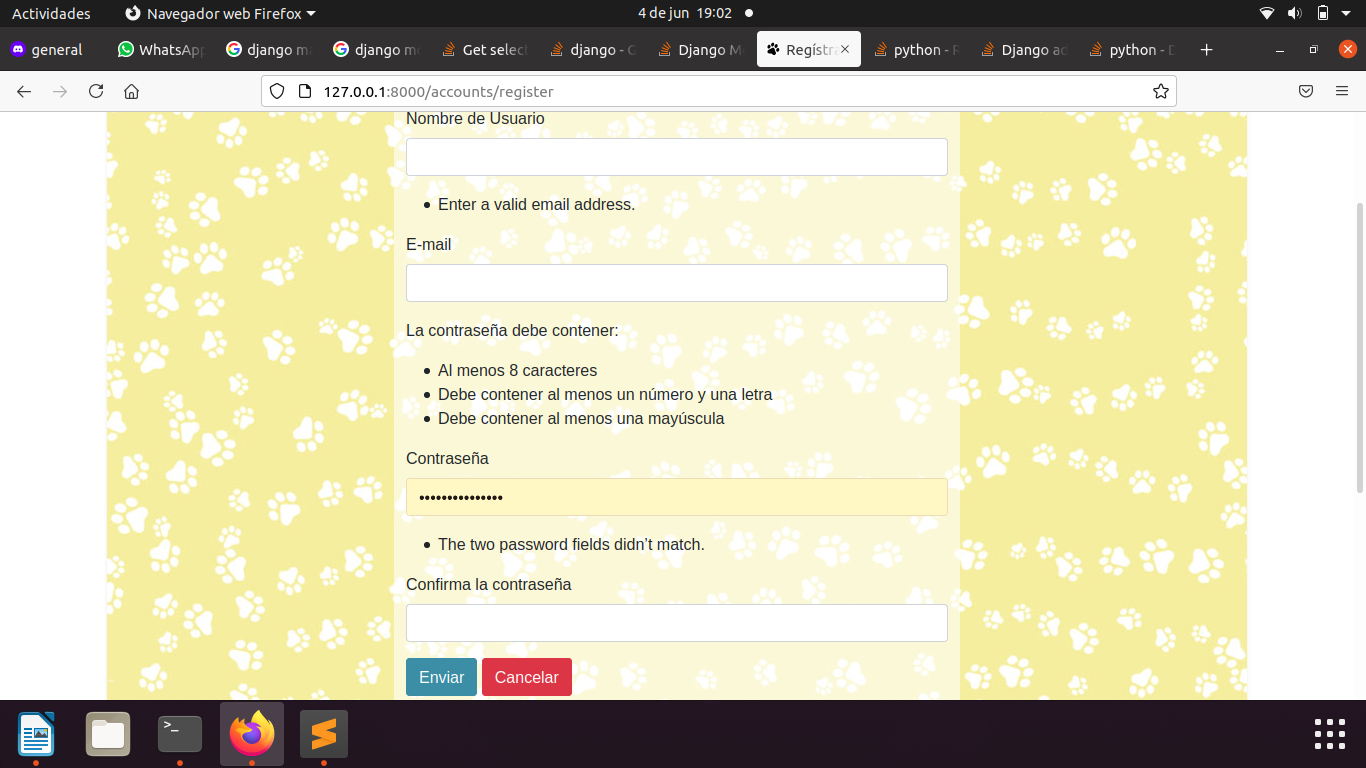 Actividades
Navegador web Firefox
4 de jun 19:02
general
WhatsApp
django m
django m
Get select
django - C
Django M
Regístra
python - R
Django ad
python - D
127.0.0.1:8000/accounts/register
Nombre de Usuario
Enter a valid email address.
E-mail
La contraseña debe contener:
Al menos 8 caracteres
Debe contener al menos un número y una letra
Debe contener al menos una mayúscula
Contraseña
The two password fields didn’t match.
Confirma la contraseña
Enviar
Cancelar